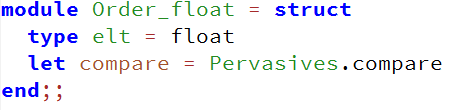 module Order_float = struct
  type elt = float
  let compare = Pervasives.compare
end;;